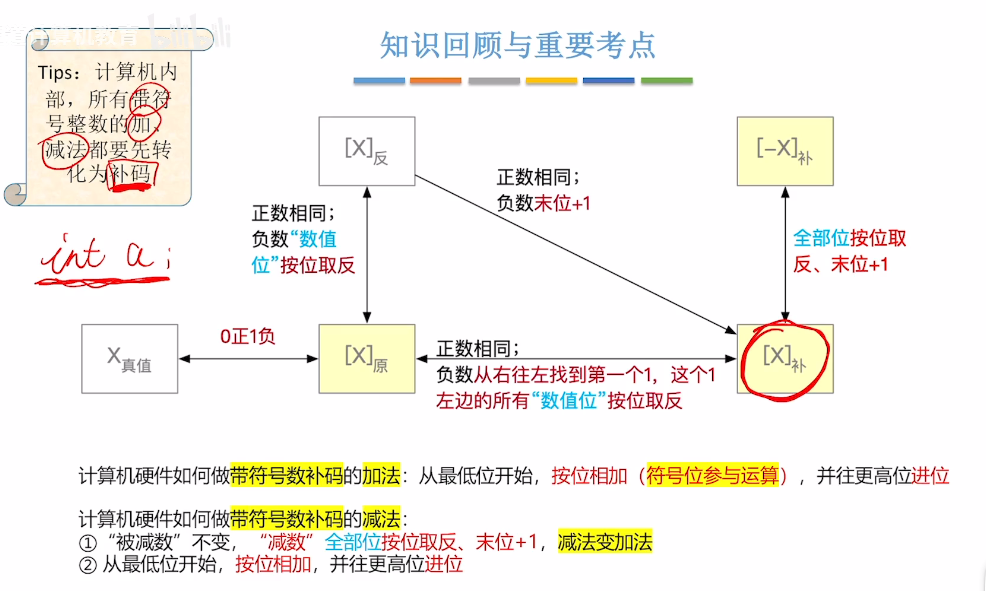 计算机教育 bilibili
知识回顾与重要考点
Tips：计算机内
部，所有带符
号整数的加、
减法都要先转
化为补码
int a;
[X]反
[-X]补
正数相同；
负数末位+1
正数相同；
负数“数值
位”按位取反
全部位按位取
反、末位+1
X真值
0正1负
[X]原
正数相同；
负数从右往左找到第一个1，这个1
左边的所有“数值位”按位取反
[X]补
计算机硬件如何做带符号数补码的加法：从最低位开始，按位相加（符号位参与运算），并往更高位进位
计算机硬件如何做带符号数补码的减法：
①“被减数”不变，“减数”全部位按位取反、末位+1，减法变加法
② 从最低位开始，按位相加，并往更高位进位